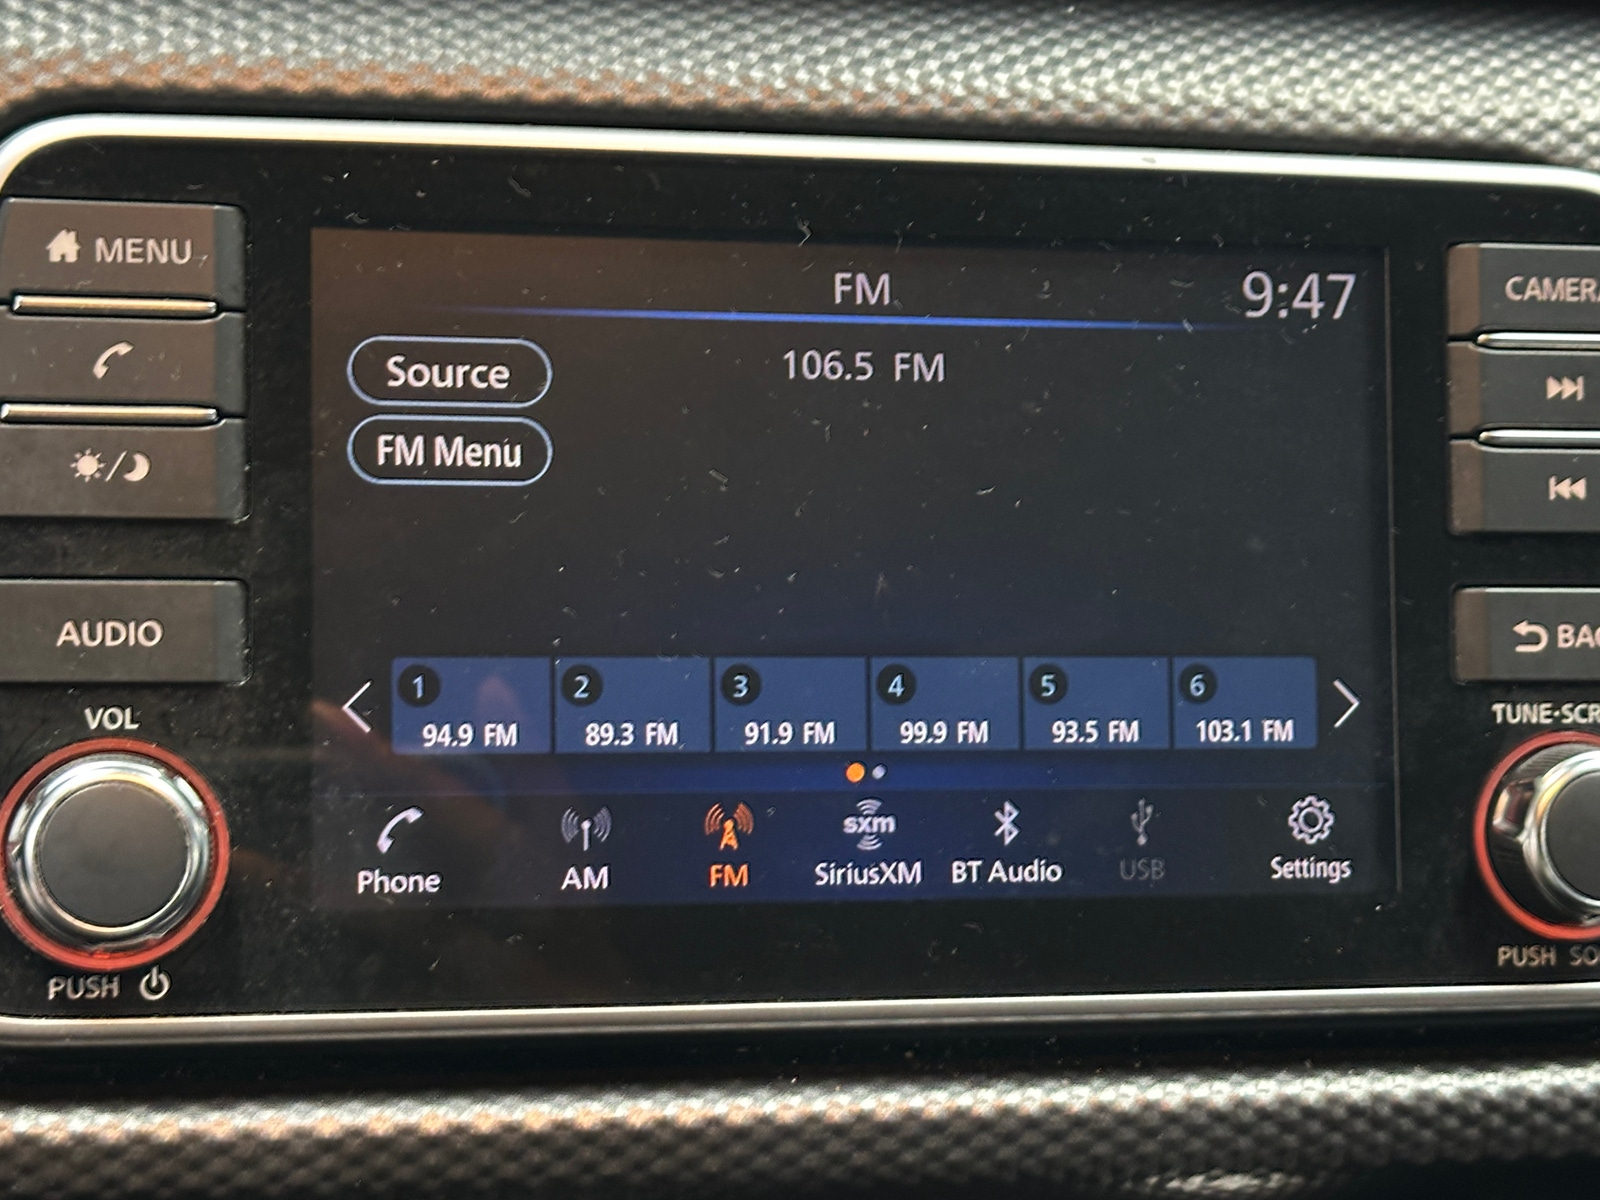 MENU
AUDIO
VOL
PUSH
FM
9:47
106.5 FM
Source
FM Menu
1 2 3 4 5 6
94.9 FM 89.3 FM 91.9 FM 99.9 FM 93.5 FM 103.1 FM
sxm
Phone AM FM SiriusXM BT Audio USB Settings
CAMERA
BAC
TUNE·SCR
PUSH SO